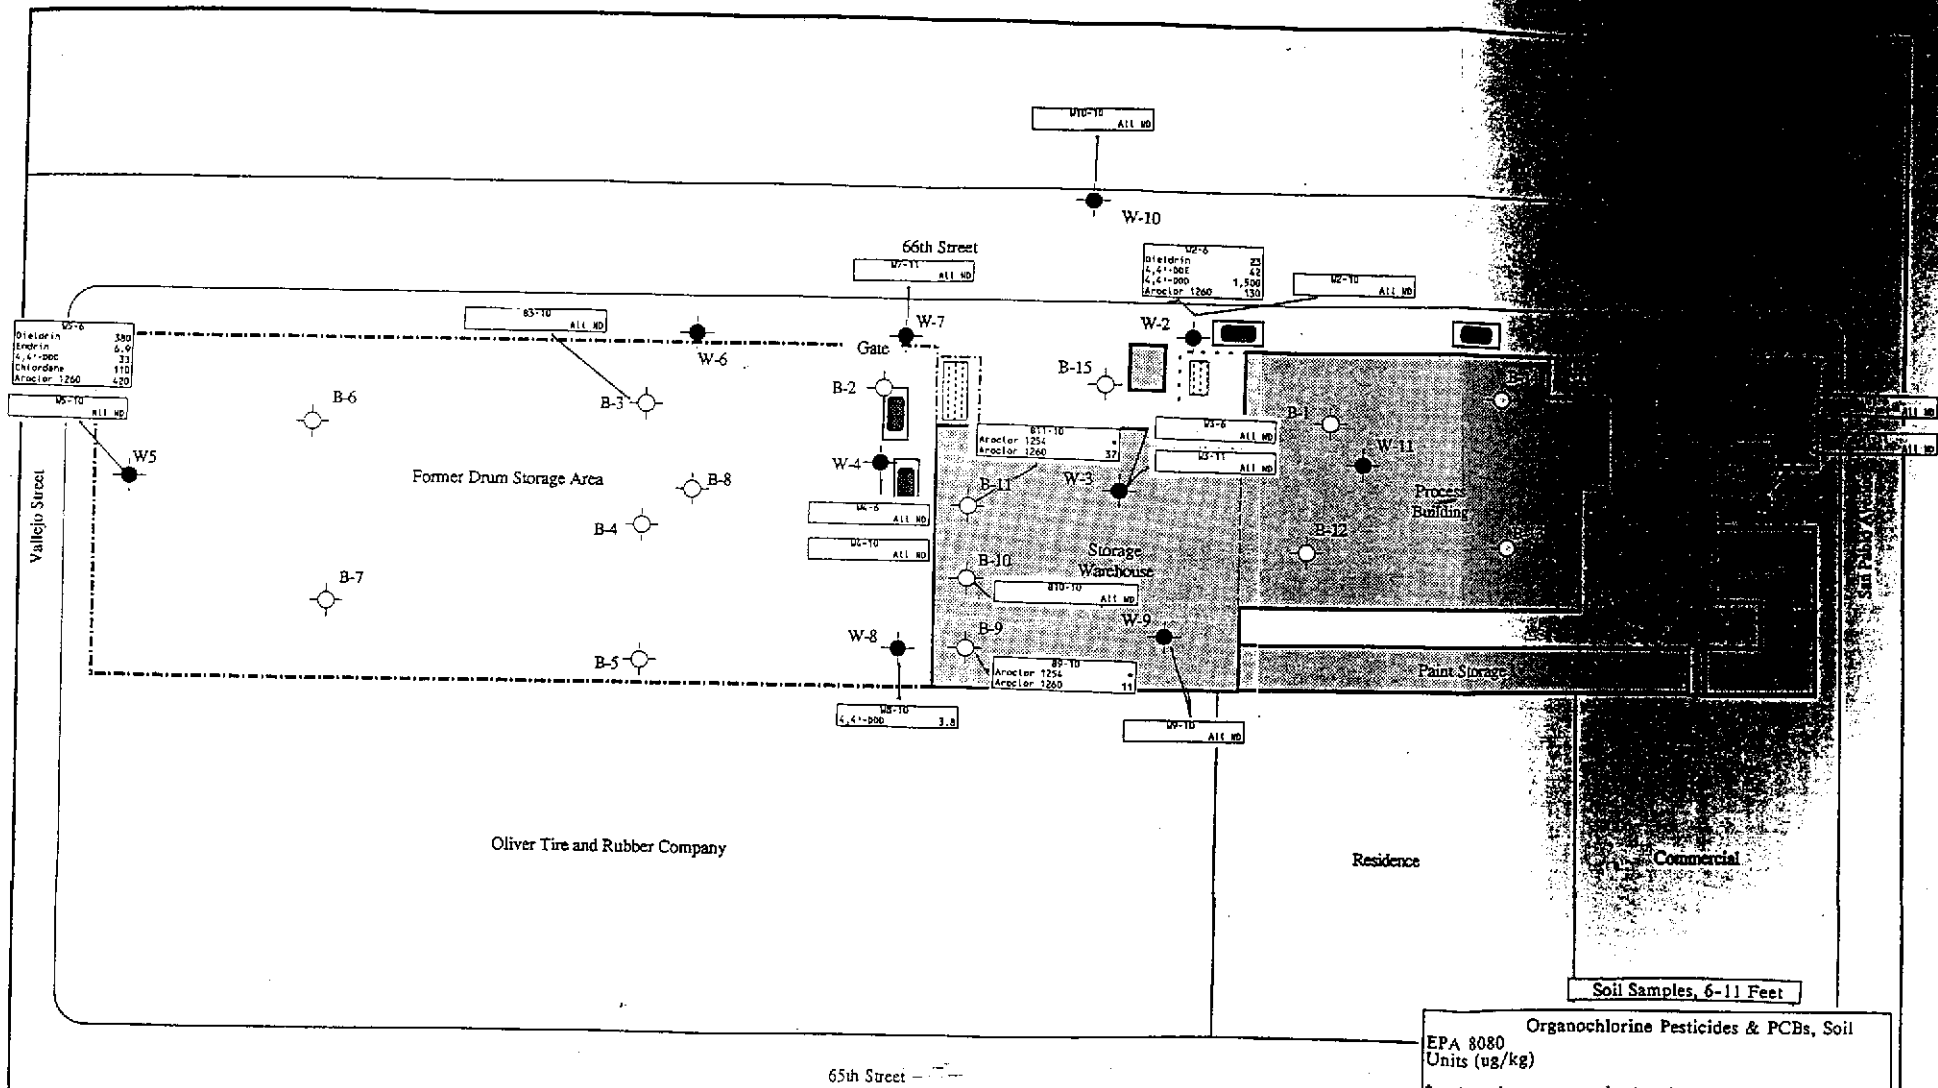 W10-10
All ND
W-10
66th Street
W7-11
All ND
W2-6
Dieldrin 23
4,4'-DDE 42
4,4'-DDD 1,500
Aroclor 1260 130
W2-10
All ND
B3-10
All ND
W5-6
Dieldrin 380
Endrin 6.9
Chlordane 110
Aroclor 1260 420
W5-10
All ND
W-6
W-7
Gate
W-2
B-2
B-3
B-6
B-15
B-1
W-11
W5
W-4
B-8
Former Drum Storage Area
B-4
B-7
B-5
W-8
Vallejo Street
B11-10
Aroclor 1254 *
Aroclor 1260 37
W3-6
All ND
W3-11
All ND
B-11
W-3
W4-6
All ND
W4-10
All ND
Process
Building
B-12
Storage
Warehouse
B-10
B10-10
All ND
B-9
W-9
B9-10
Aroclor 1254 *
Aroclor 1260 11
Paint Storage
W8-10
4,4'-DDD 3.8
W9-10
All ND
All ND
All ND
San Pablo Avenue
Oliver Tire and Rubber Company
Residence
Commercial
Soil Samples, 6-11 Feet
Organochlorine Pesticides & PCBs, Soil
EPA 8080
Units (ug/kg)
65th Street